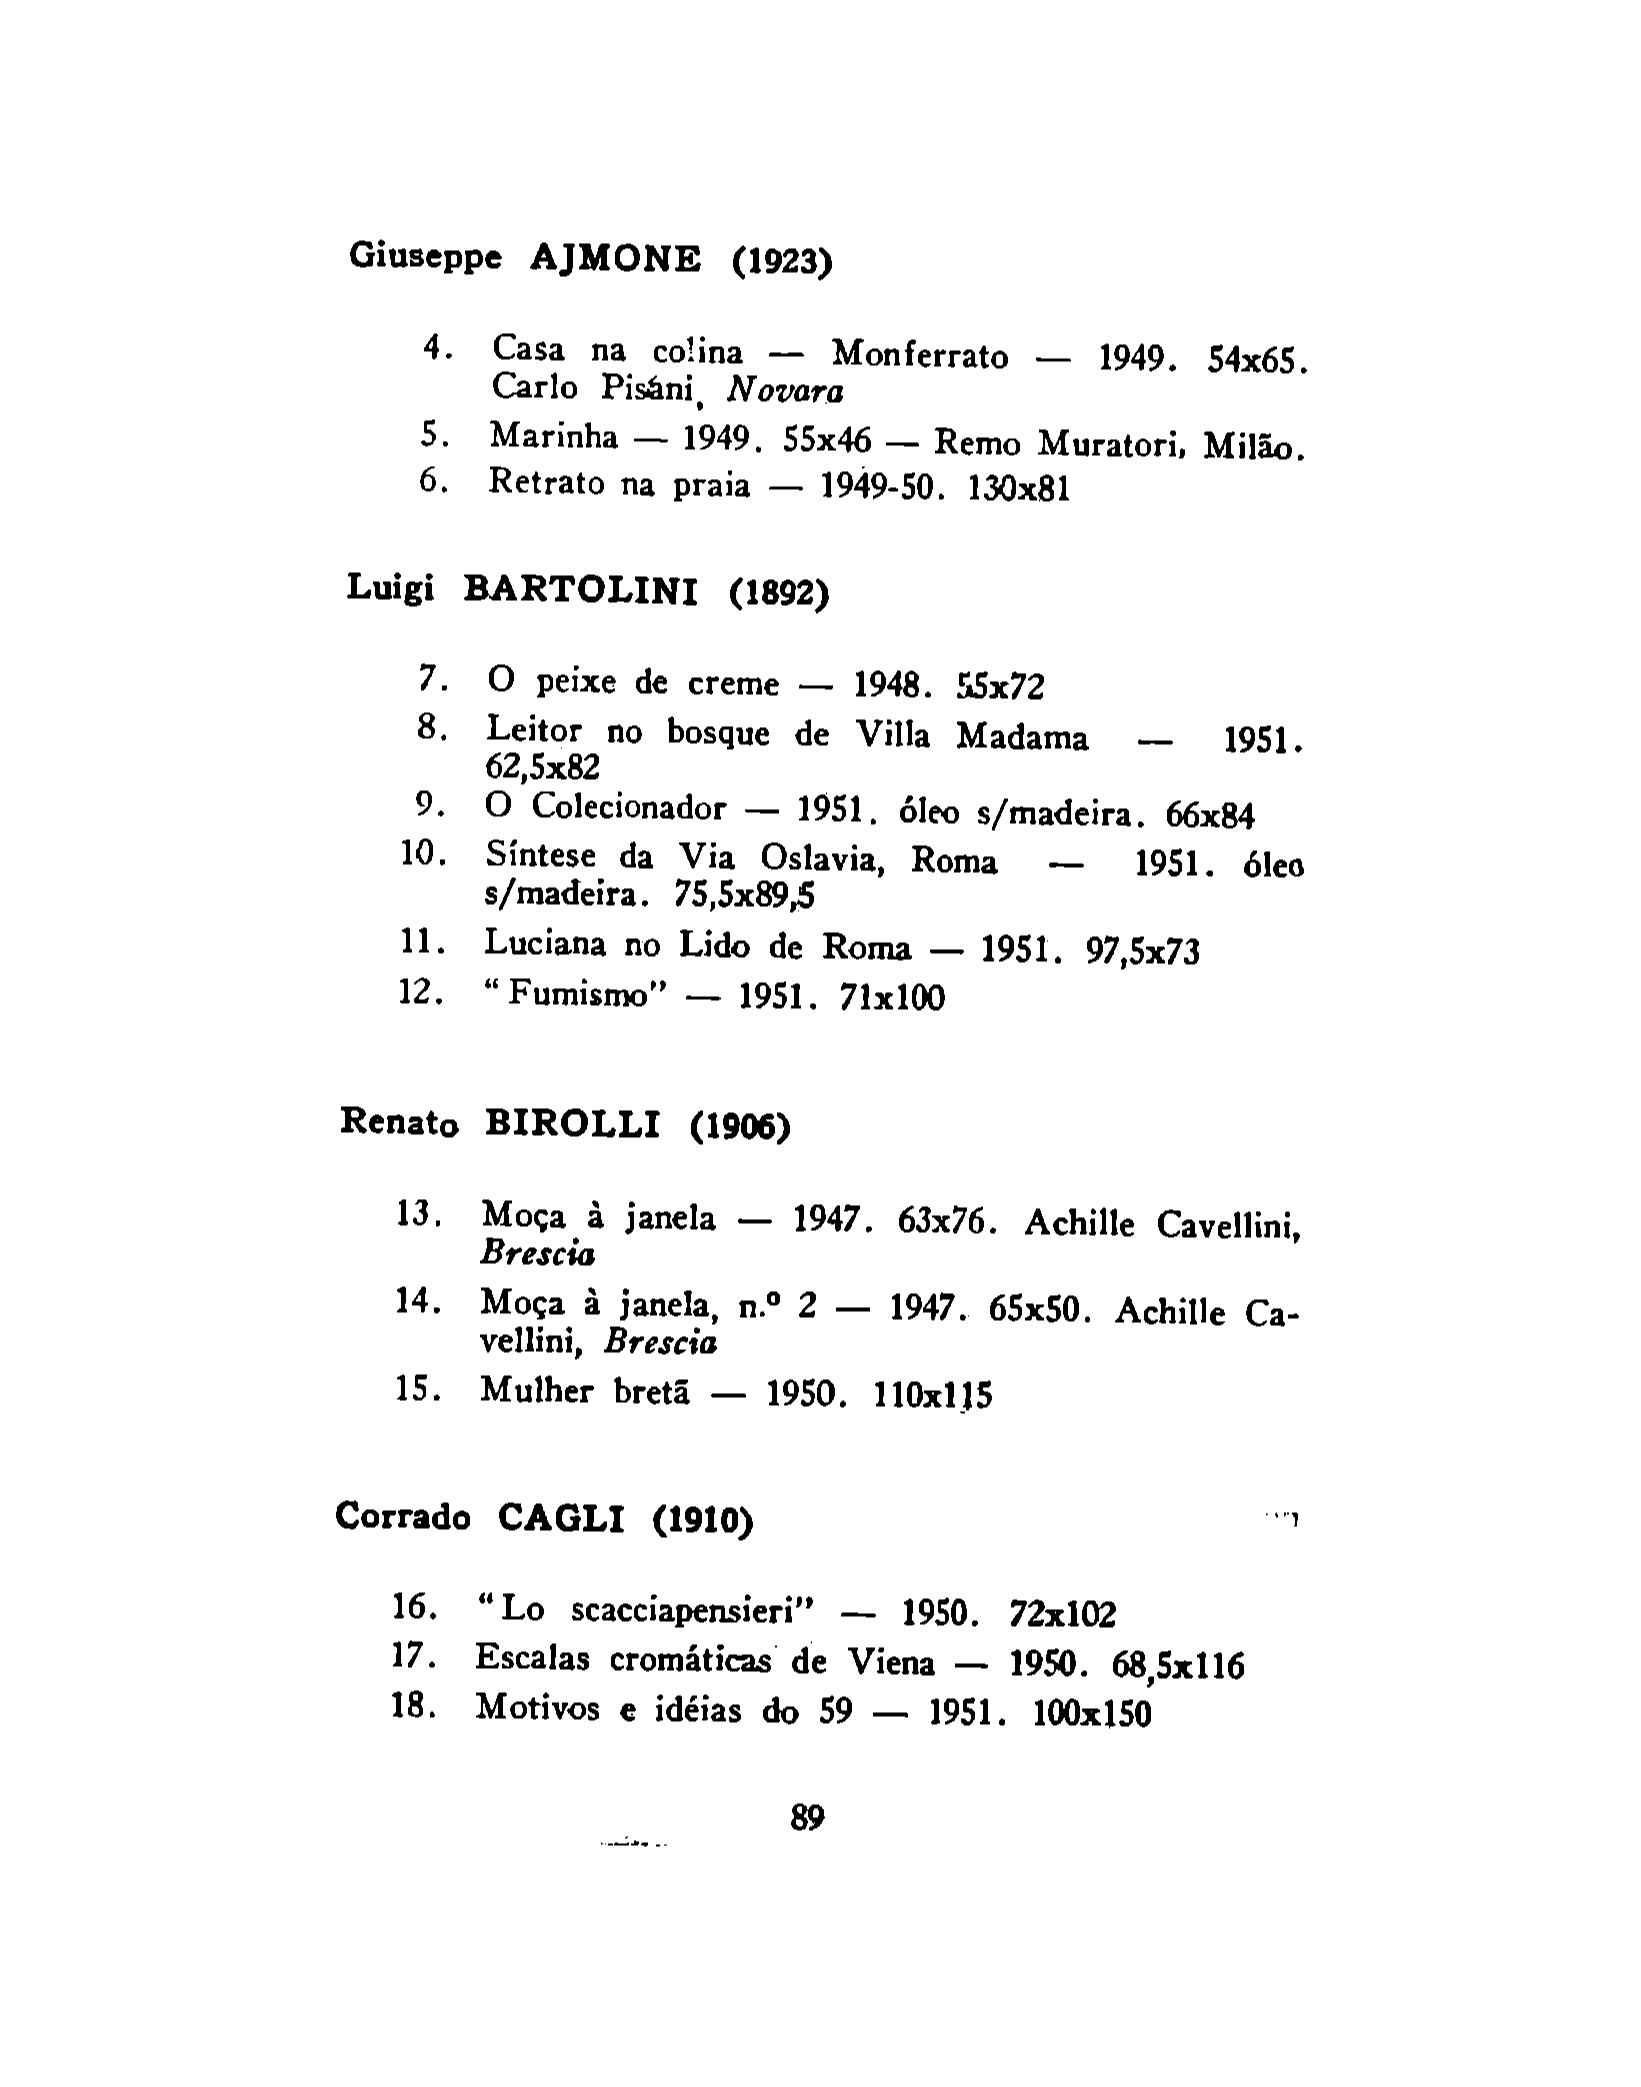 Giuseppe AJMONE (1923)
4. Casa na colina — Monferrato — 1949. 54x65.
Carlo Pisáni, Novara
5. Marinha — 1949. 55x46 — Remo Muratori, Milão.
6. Retrato na praia — 1949-50. 130x81
Luigi BARTOLINI (1892)
7. O peixe de creme — 1948. 55x72
8. Leitor no bosque de Villa Madama — 1951.
62,5x82
9. O Colecionador — 1951. óleo s/madeira. 66x84
10. Síntese da Via Oslavia, Roma — 1951. óleo
s/madeira. 75,5x89,5
11. Luciana no Lido de Roma — 1951. 97,5x73
12. "Fumismo" — 1951. 71x100
Renato BIROLLI (1906)
13. Moça à janela — 1947. 63x76. Achille Cavellini,
Brescia
14. Moça à janela, n.º 2 — 1947. 65x50. Achille Ca-
vellini, Brescia
15. Mulher bretã — 1950. 110x115
Corrado CAGLI (1910)
16. "Lo scacciapensieri" — 1950. 72x102
17. Escalas cromáticas de Viena — 1950. 68,5x116
18. Motivos e idéias do 59 — 1951. 100x150
89